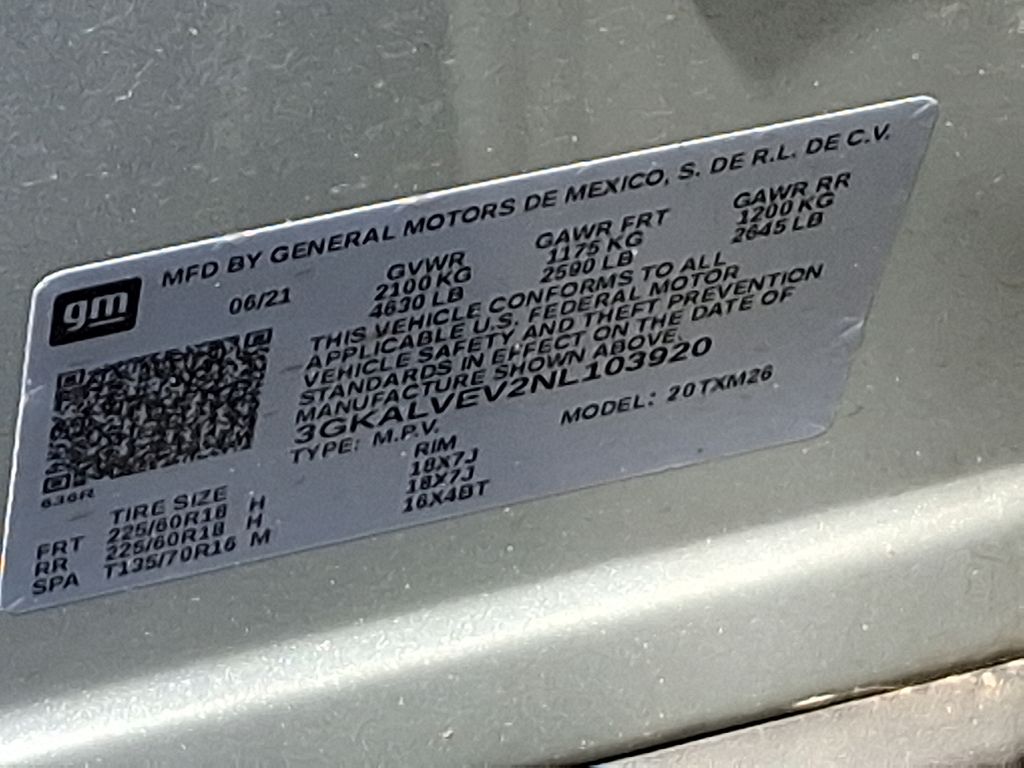 MFD BY GENERAL MOTORS DE MEXICO, S. DE R.L. DE C.V.
gm
06/21
GVWR
2100 KG
4630 LB
GAWR FRT
1175 KG
2590 LB
GAWR RR
1200 KG
2645 LB
THIS VEHICLE CONFORMS TO ALL
APPLICABLE U.S. FEDERAL MOTOR
VEHICLE SAFETY AND THEFT PREVENTION
STANDARDS IN EFFECT ON THE DATE OF
MANUFACTURE SHOWN ABOVE.
3GKALVEV2NL103920
TYPE: M.P.V.
MODEL: 20TXM26
636R
TIRE SIZE
RIM
FRT 225/60R18 H 18X7J
RR 225/60R18 H 18X7J
SPA T135/70R16 M 16X4BT